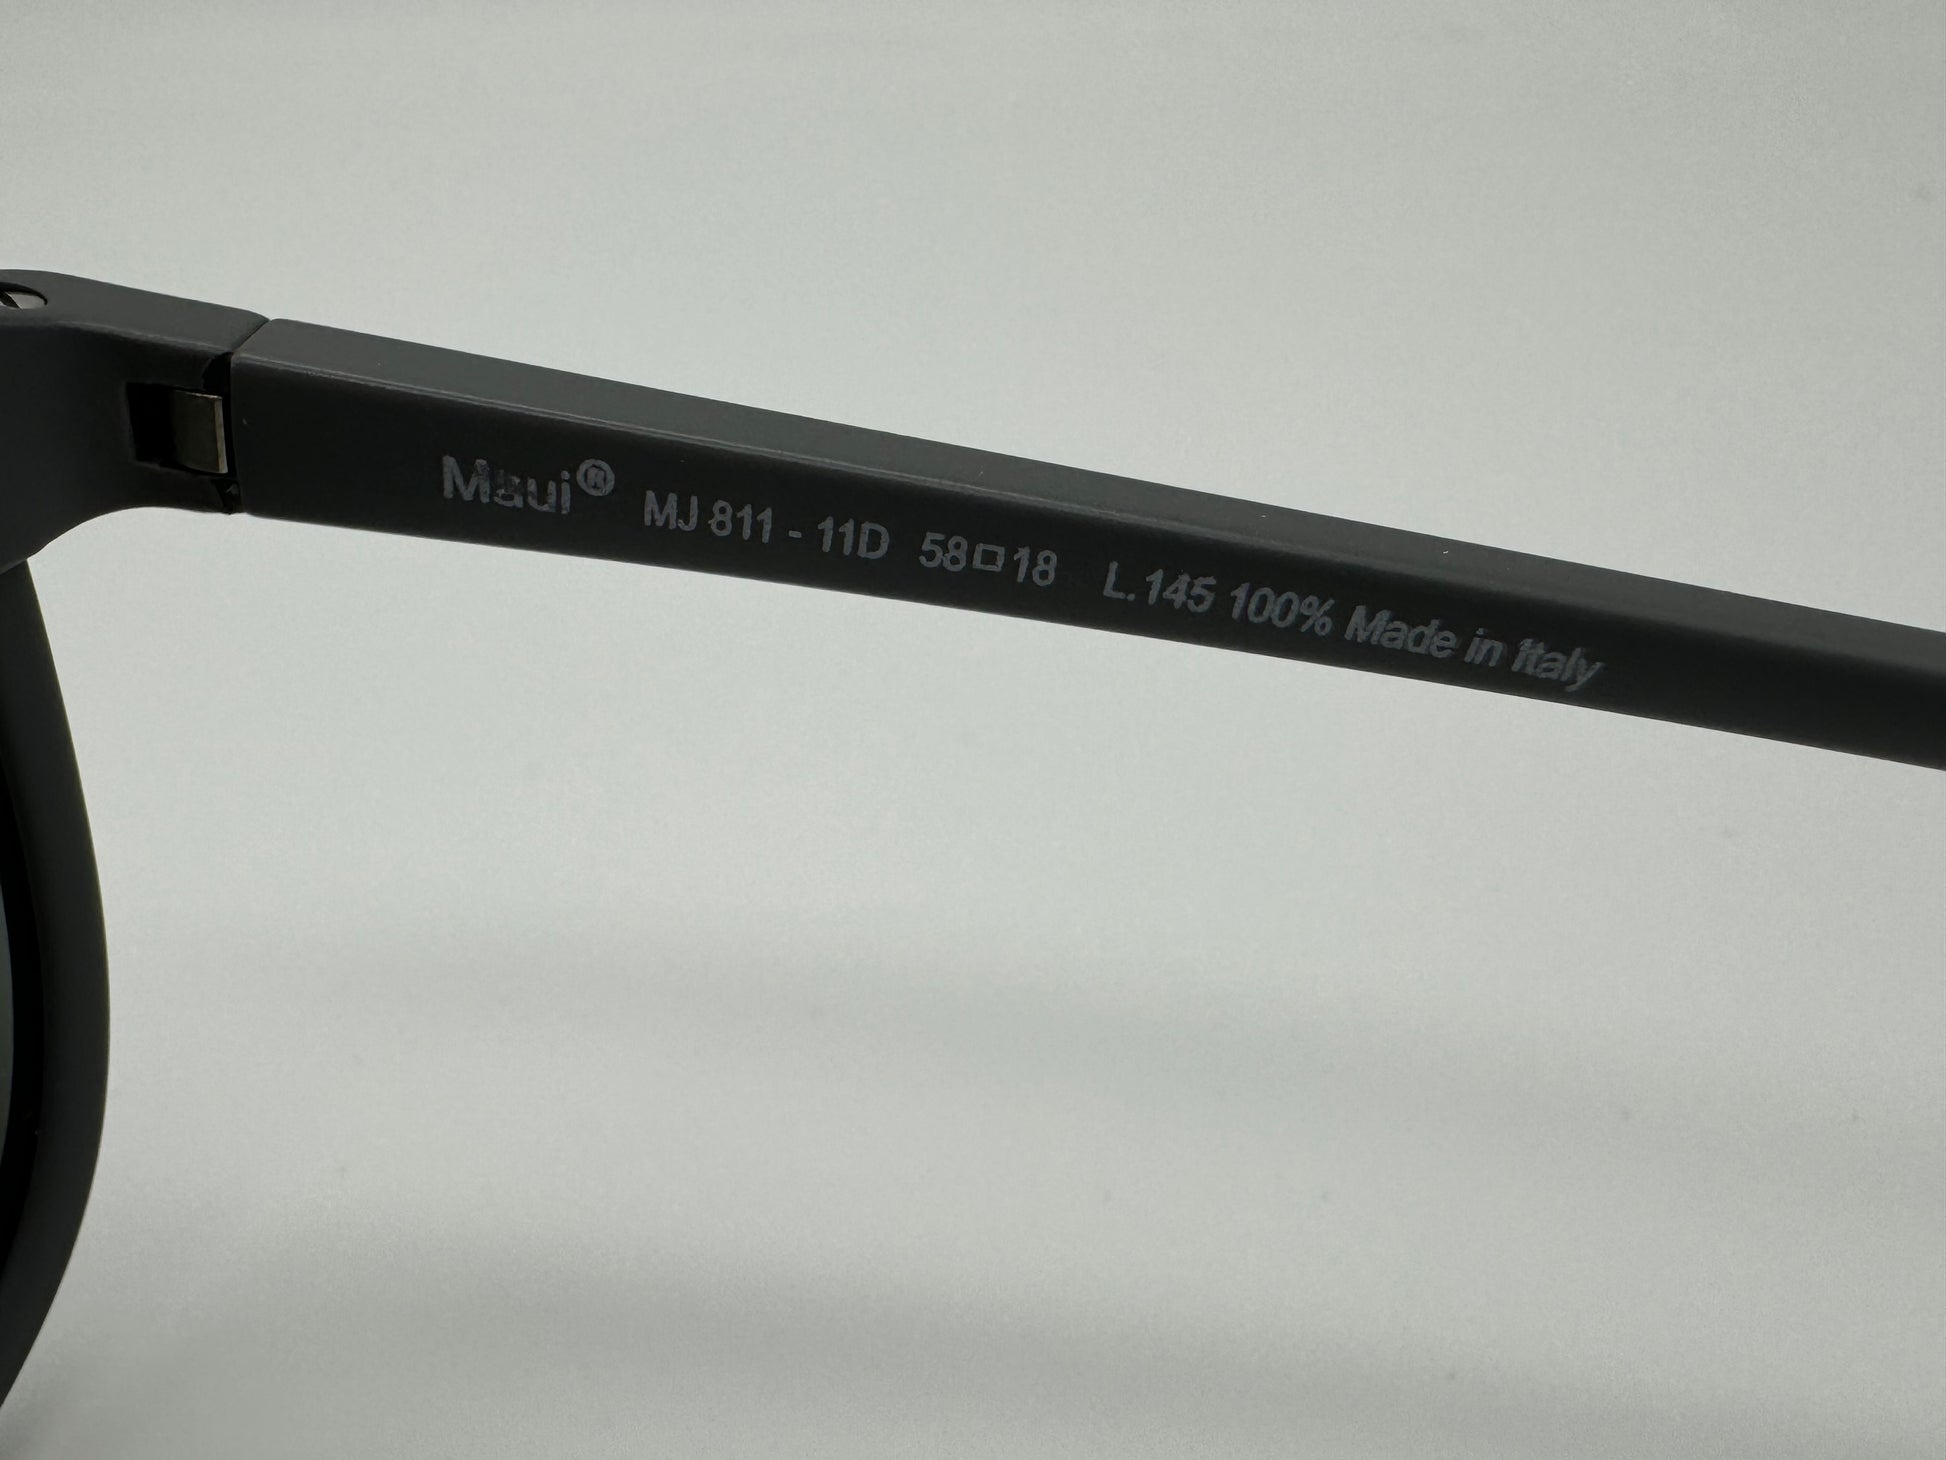 Maui® MJ 811 - 11D 58□18 L.145 100% Made in Italy